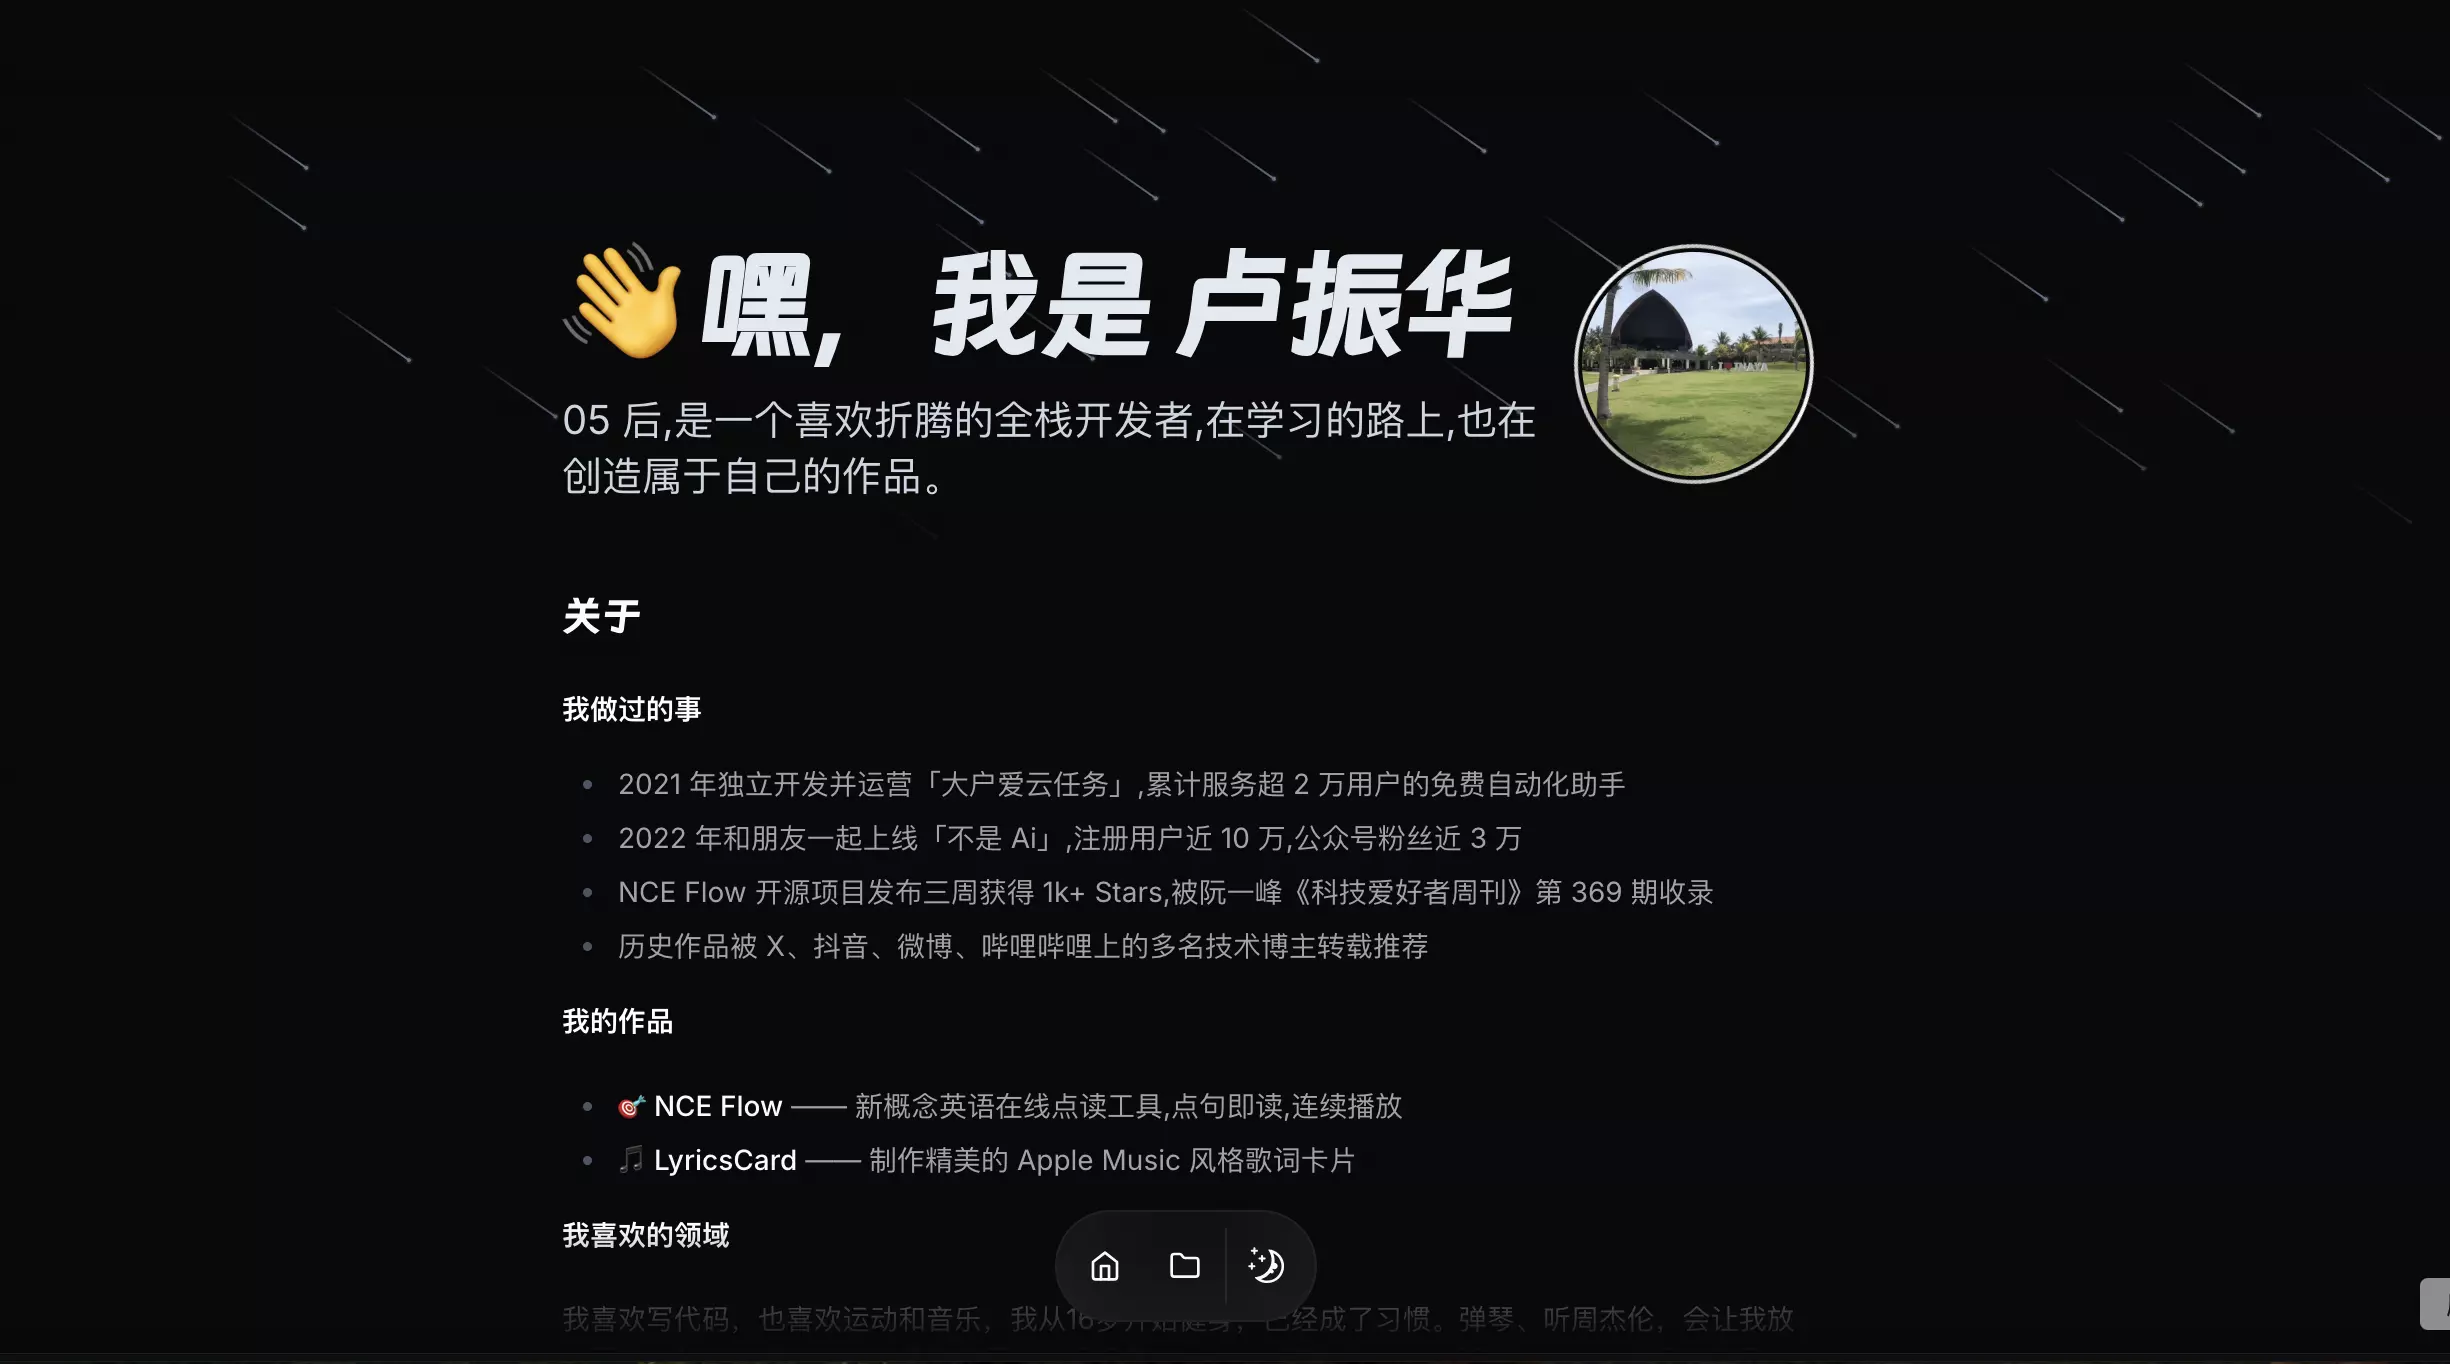 👋 嘿， 我是 卢振华
05 后,是一个喜欢折腾的全栈开发者,在学习的路上,也在
创造属于自己的作品。
关于
我做过的事
2021 年独立开发并运营「大户爱云任务」,累计服务超 2 万用户的免费自动化助手
2022 年和朋友一起上线「不是 Ai」,注册用户近 10 万,公众号粉丝近 3 万
NCE Flow 开源项目发布三周获得 1k+ Stars,被阮一峰《科技爱好者周刊》第 369 期收录
历史作品被 X、抖音、微博、哔哩哔哩上的多名技术博主转载推荐
我的作品
🎯 NCE Flow —— 新概念英语在线点读工具,点句即读,连续播放
🎵 LyricsCard —— 制作精美的 Apple Music 风格歌词卡片
我喜欢的领域
我喜欢写代码，也喜欢运动和音乐，我从16岁开始健身，已经成了习惯。弹琴、听周杰伦，会让我放